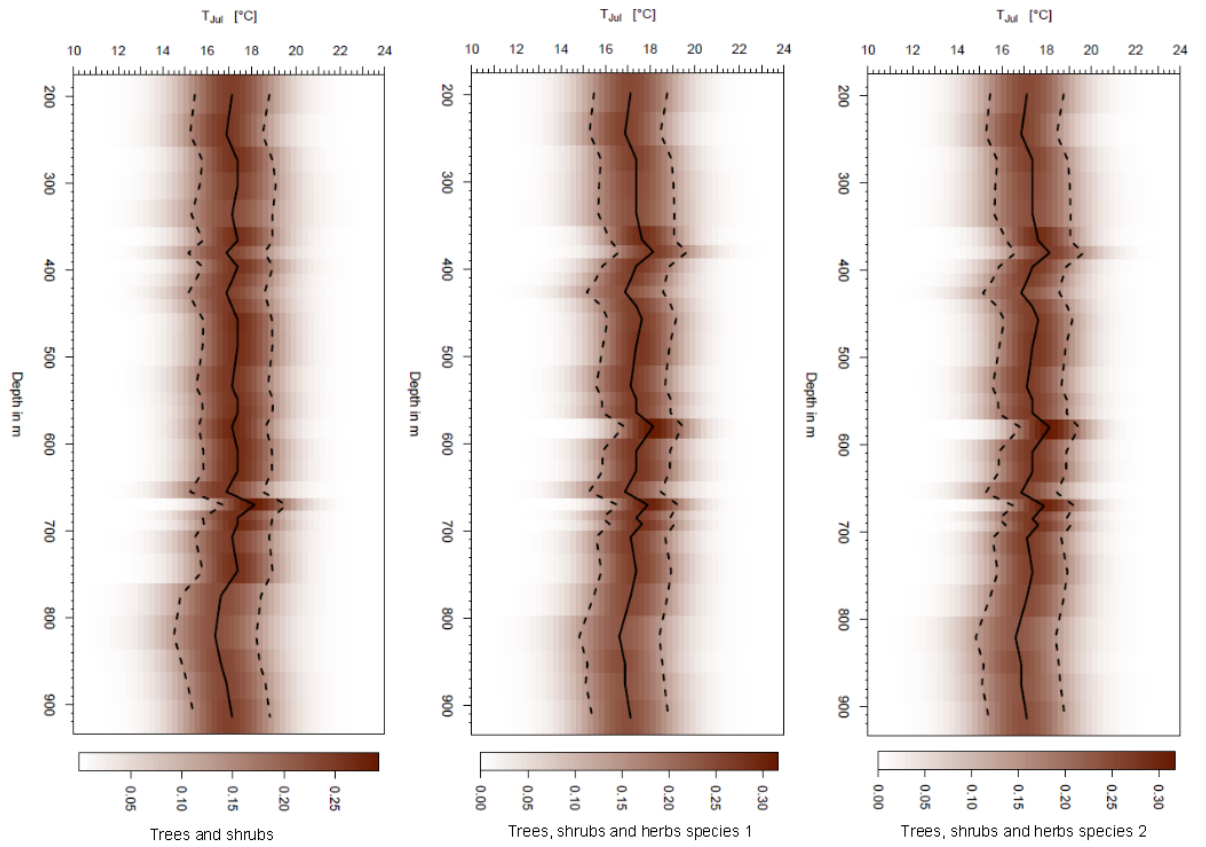 T Jul [°C]
10 12 14 16 18 20 22 24
200 300 400 500 600 700 800 900
Depth in m
0.05 0.10 0.15 0.20 0.25
Trees and shrubs
T Jul [°C]
10 12 14 16 18 20 22 24
200 300 400 500 600 700 800 900
Depth in m
0.00 0.05 0.10 0.15 0.20 0.25 0.30
Trees, shrubs and herbs species 1
T Jul [°C]
10 12 14 16 18 20 22 24
200 300 400 500 600 700 800 900
Depth in m
0.00 0.05 0.10 0.15 0.20 0.25 0.30
Trees, shrubs and herbs species 2